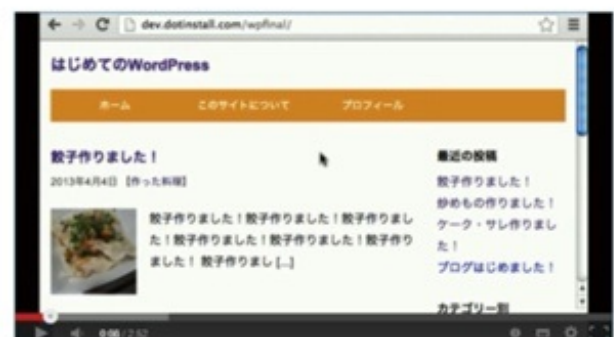 dev.dotinstall.com/wpfinal/
はじめてのWordPress
ホーム このサイトについて プロフィール
餃子作りました！
2013年4月4日 [作った料理]
餃子作りました！餃子作りました！餃子作りまし
た！餃子作りました！餃子作りました！餃子作り
ました！ 餃子作りまし [...]
最近の投稿
餃子作りました！
炒めもの作りました！
ケーク・サレ作りまし
た！
ブログはじめました！
カテゴリー別
0:06 / 2:52